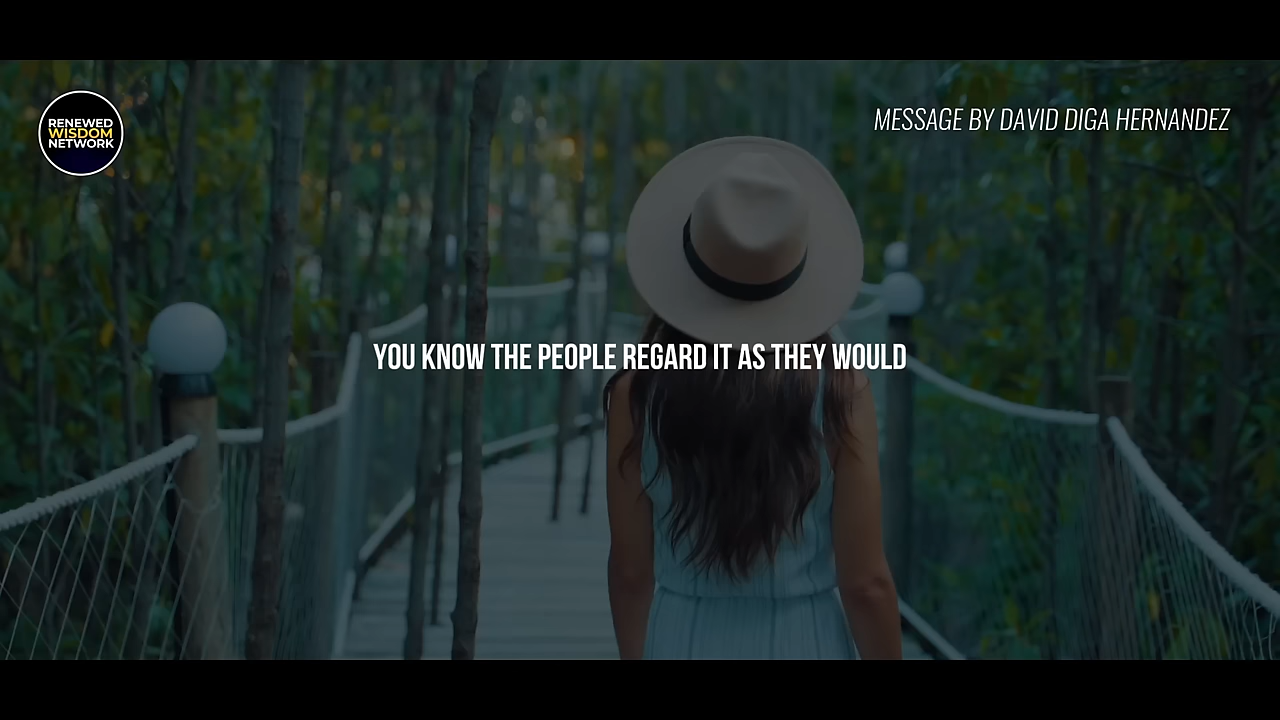 RENEWED
WISDOM
NETWORK
MESSAGE BY DAVID DIGA HERNANDEZ
YOU KNOW THE PEOPLE REGARD IT AS THEY WOULD